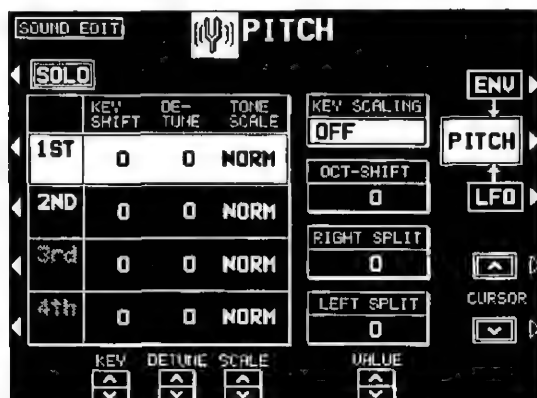 SOUND EDIT
PITCH
SOLO
KEY SHIFT
DE-TUNE
TONE SCALE
1ST 0 0 NORM
2ND 0 0 NORM
3rd 0 0 NORM
4th 0 0 NORM
KEY SCALING
OFF
OCT-SHIFT
0
RIGHT SPLIT
0
LEFT SPLIT
0
ENV
PITCH
LFO
CURSOR
KEY DETUNE SCALE VALUE